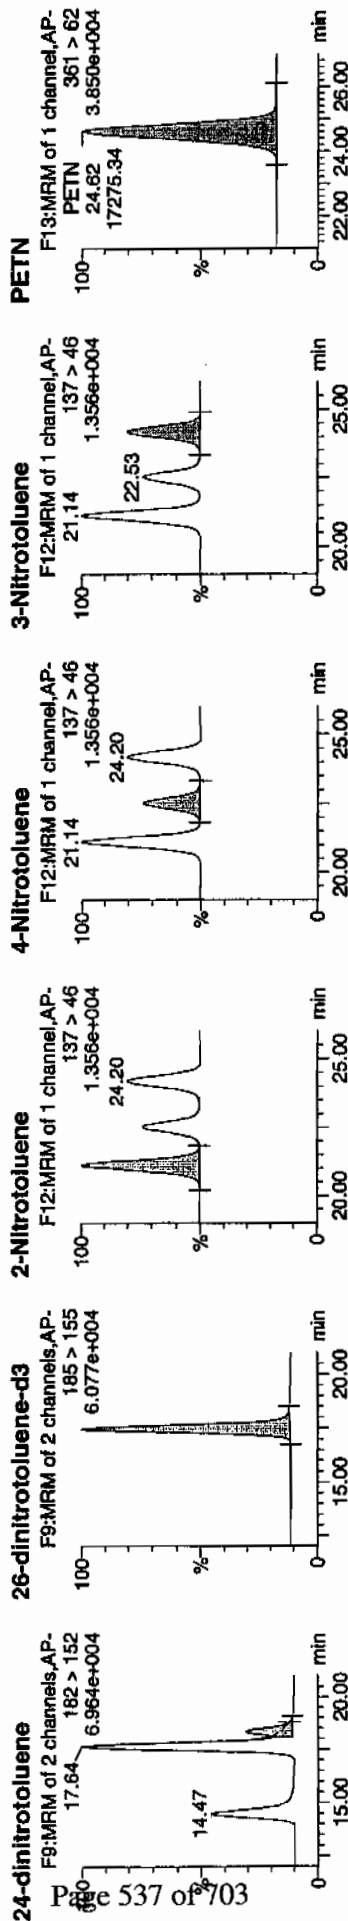 24-dinitrotoluene
F9:MRM of 2 channels,AP-
182 > 152
6.964e+004
17.64
14.47
0
15.00
20.00
min
26-dinitrotoluene-d3
F9:MRM of 2 channels,AP-
185 > 155
6.077e+004
100
%
0
15.00
20.00
min
2-Nitrotoluene
F12:MRM of 1 channel,AP-
137 > 46
1.356e+004
24.20
100
%
0
20.00
25.00
min
4-Nitrotoluene
F12:MRM of 1 channel,AP-
137 > 46
1.356e+004
21.14
24.20
100
%
0
20.00
25.00
min
3-Nitrotoluene
F12:MRM of 1 channel,AP-
137 > 46
1.356e+004
21.14
22.53
100
%
0
20.00
25.00
min
PETN
F13:MRM of 1 channel,AP-
361 > 62
3.850e+004
PETN
24.62
17275.34
100
%
0
22.00
24.00
26.00
min
Page 537 of 703